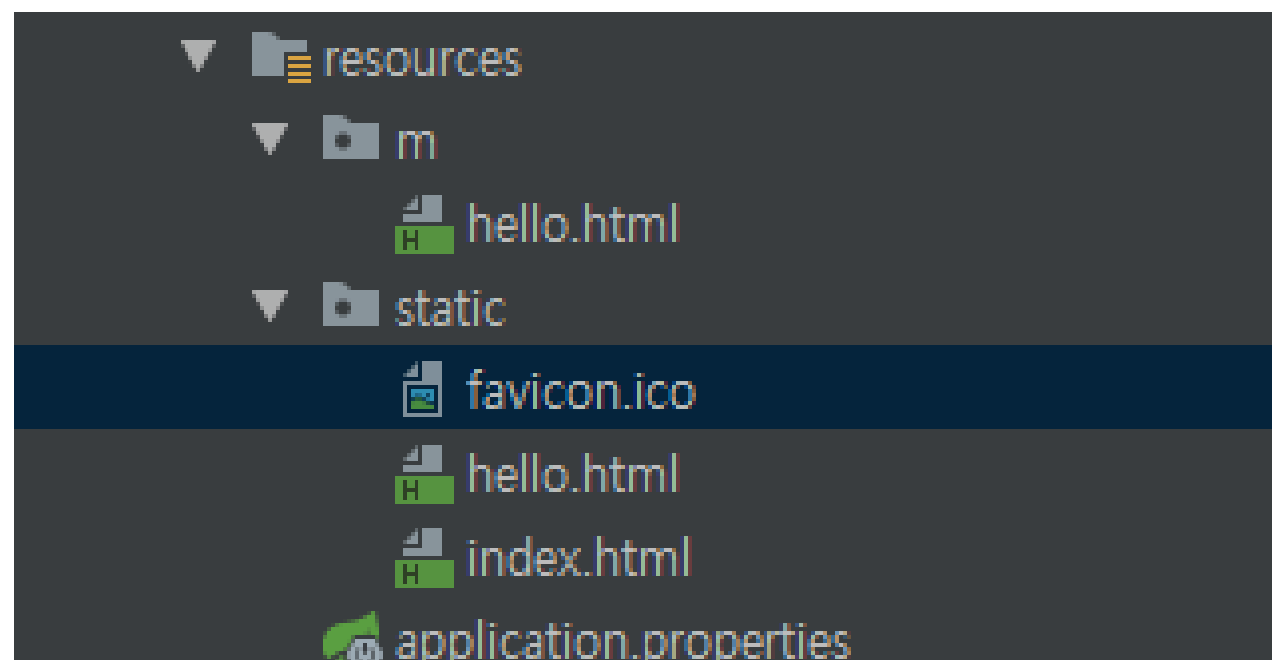 resources
m
hello.html
static
favicon.ico
hello.html
index.html
application.properties